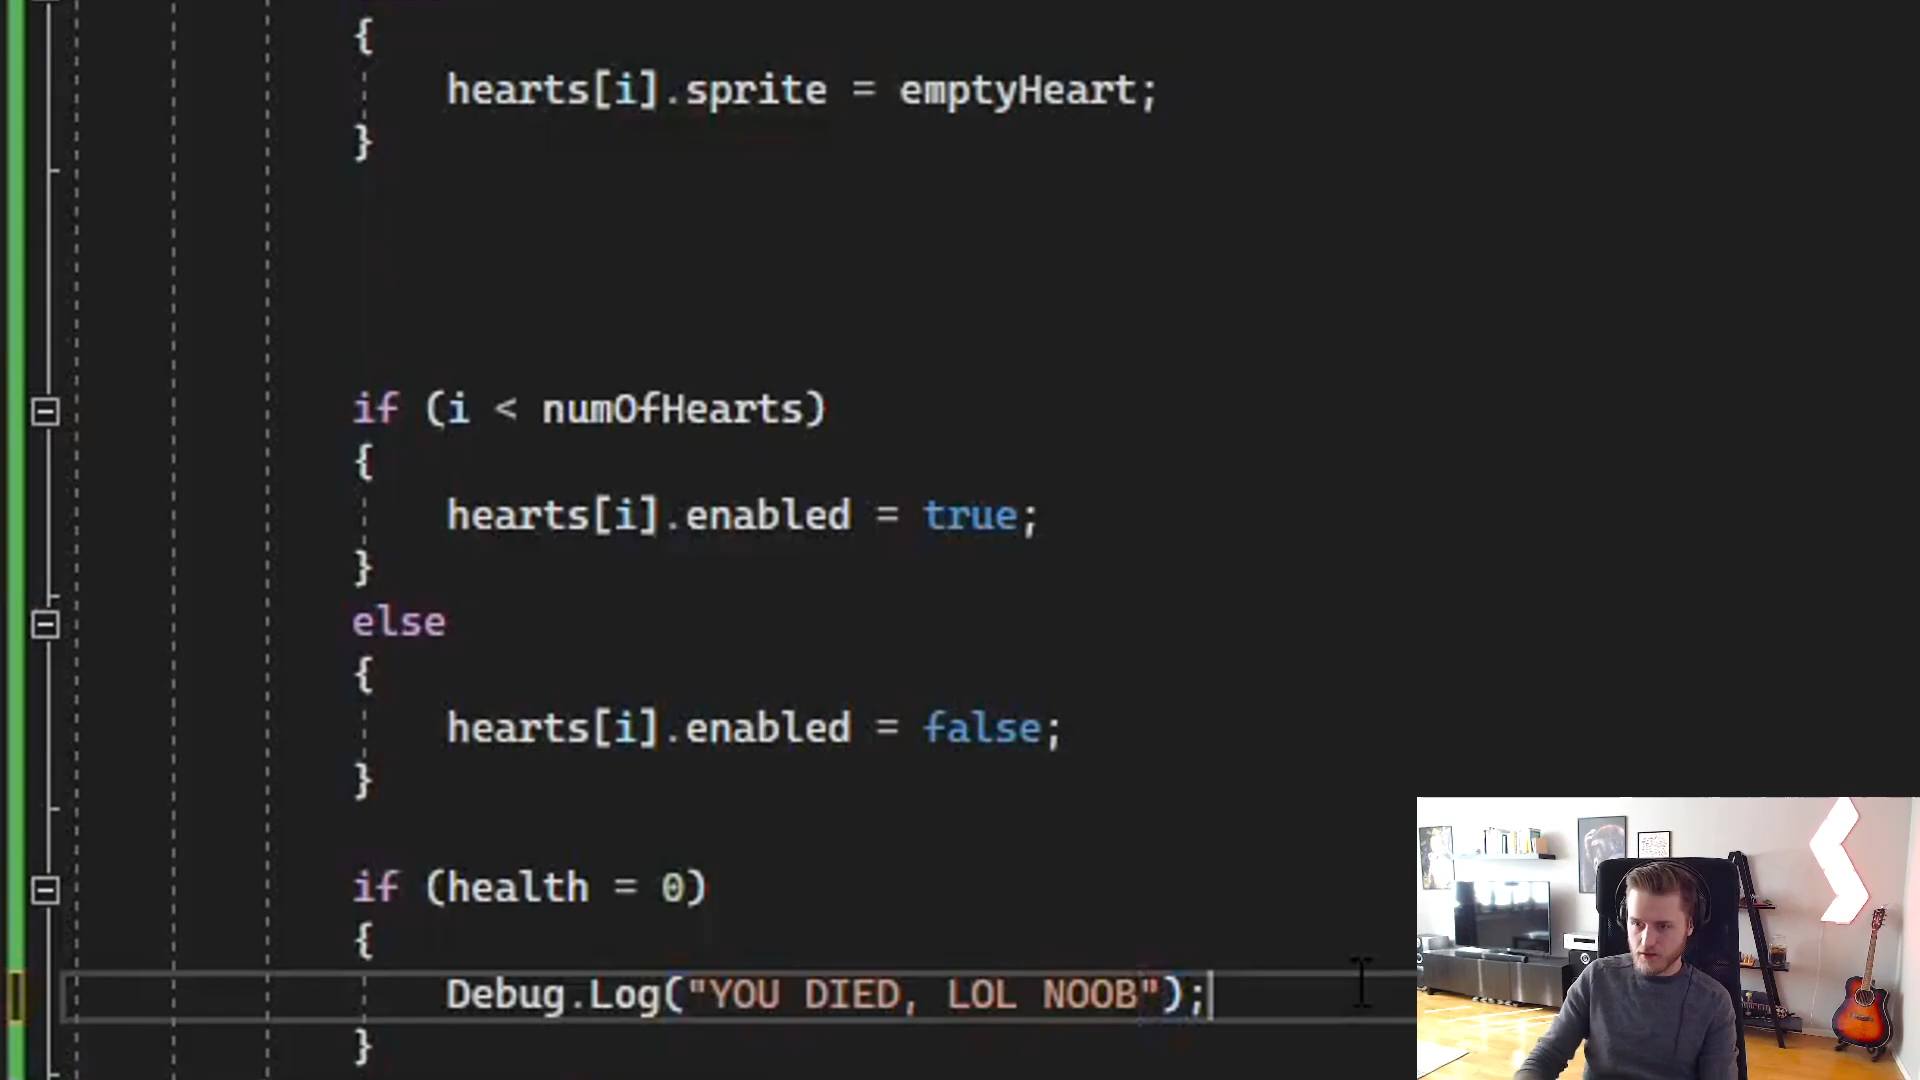 {
hearts[i].sprite = emptyHeart;
}
if (i < numOfHearts)
{
hearts[i].enabled = true;
}
else
{
hearts[i].enabled = false;
}
if (health = 0)
{
Debug.Log("YOU DIED, LOL NOOB");
}